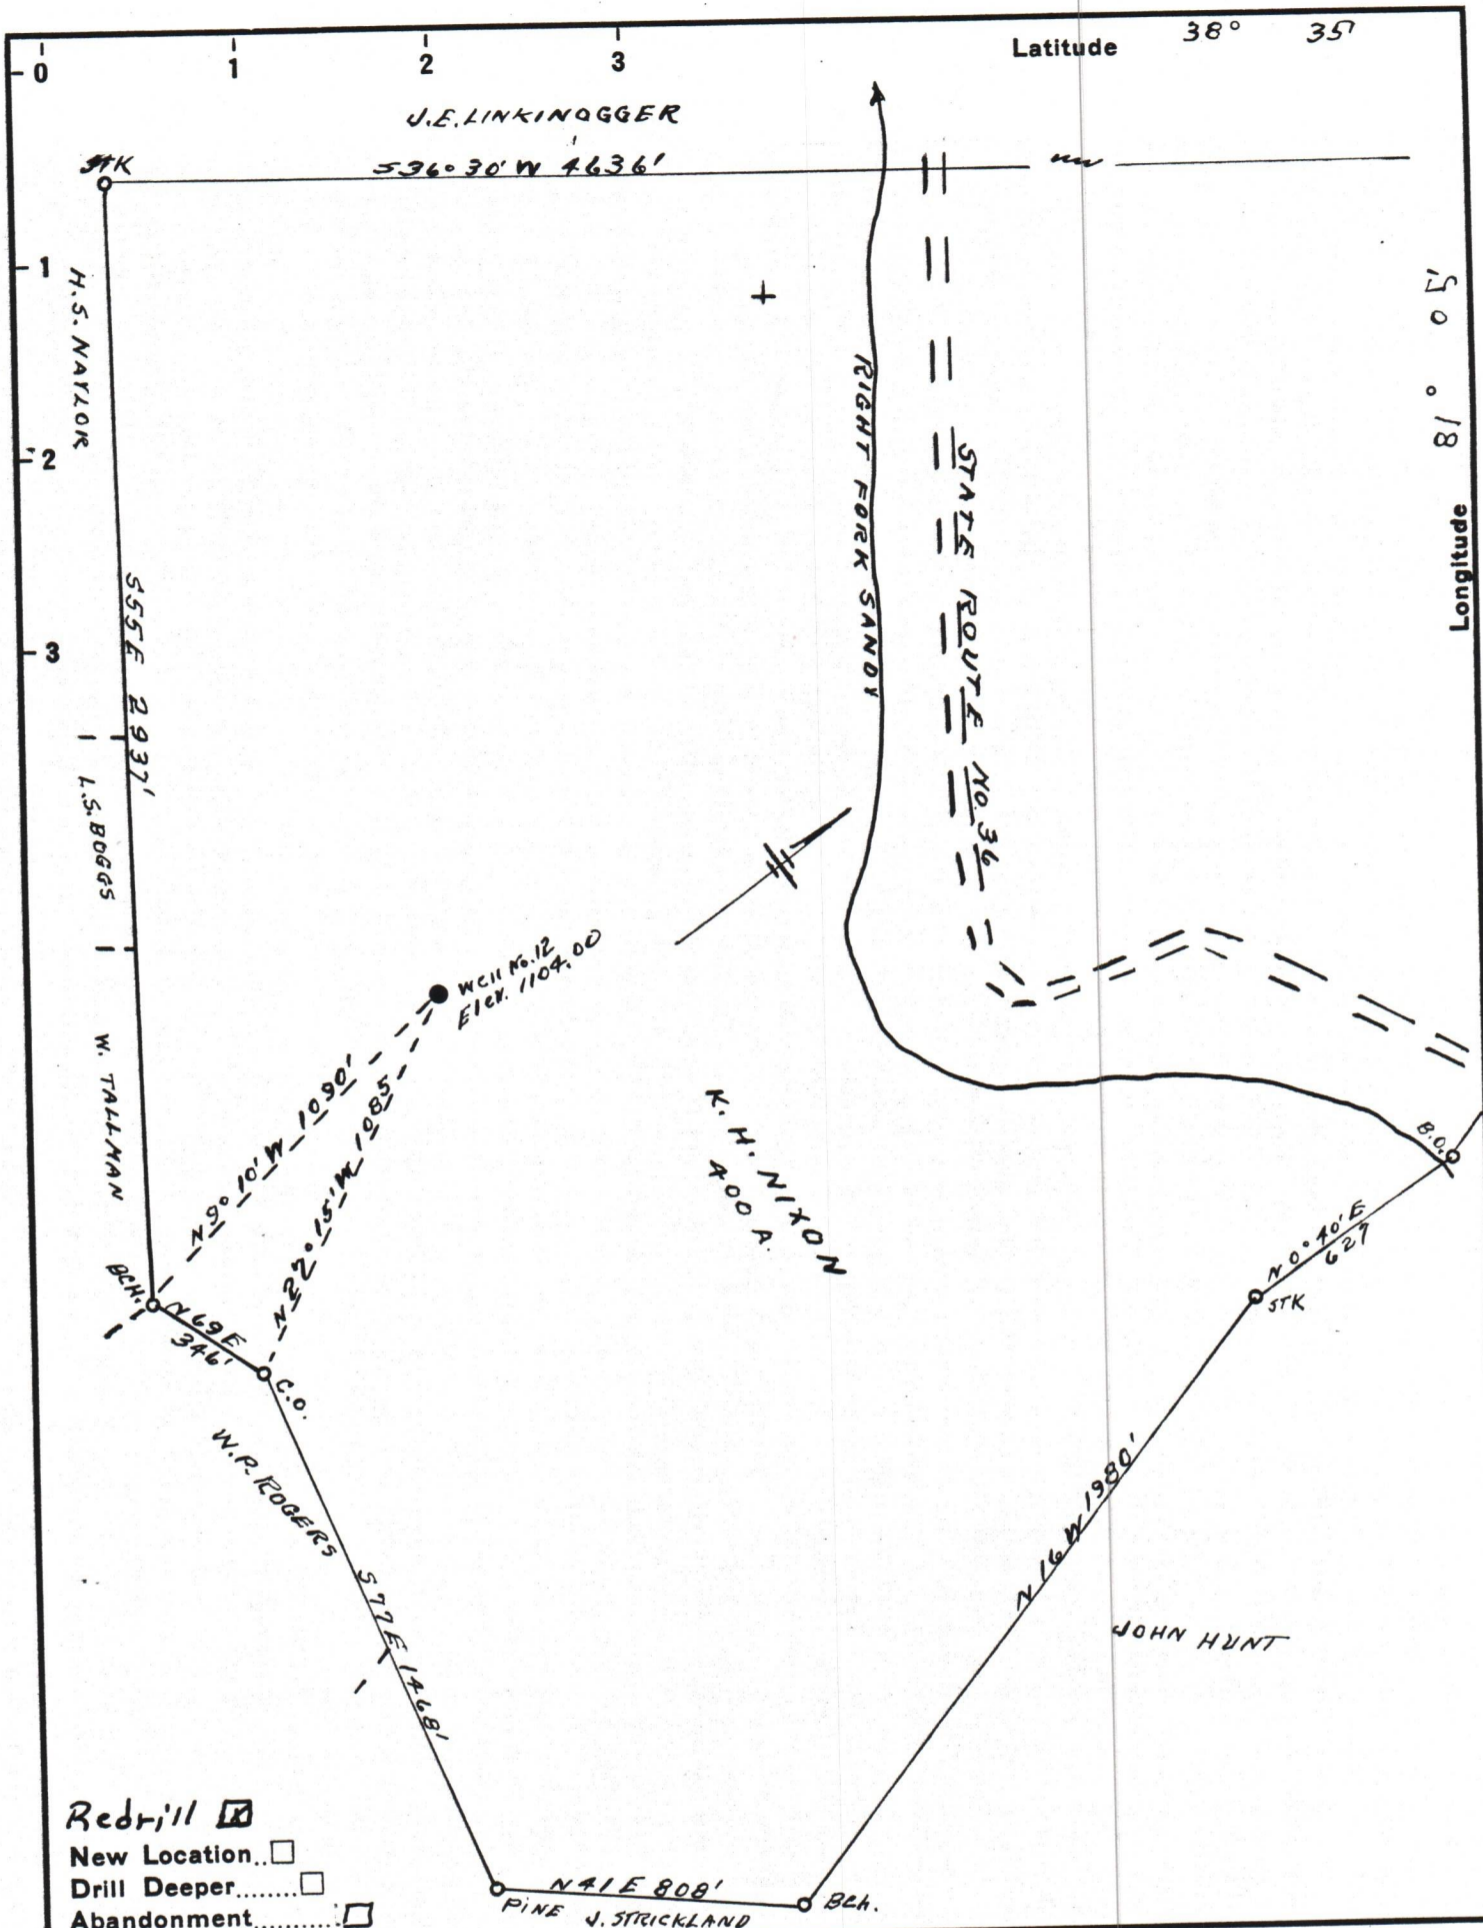 0
1
2
3
Latitude 38° 35'
J.E. LINKINOGGER
STK
S36°30'W 4636'
1
2
3
H.S. NAYLOR
81° 18' 50"
Longitude
RIGHT FORK SANDY
STATE ROUTE NO. 36
S55E 2937'
L.S. BOGGS
Well No. 12
Elev. 1104.00
W. TALLMAN
N9°10'W 1090'
N22°15'W 1085
K. H. NIXON
400 A.
B.O.
N0°40'E
627
STK
BCH.
N69E
346'
C.O.
W.P. ROGERS
S77E 1468'
N16W 1980'
JOHN HUNT
Redrill
New Location..
Drill Deeper.......
Abandonment.........
N41E 808'
PINE
J. STRICKLAND
BCH.